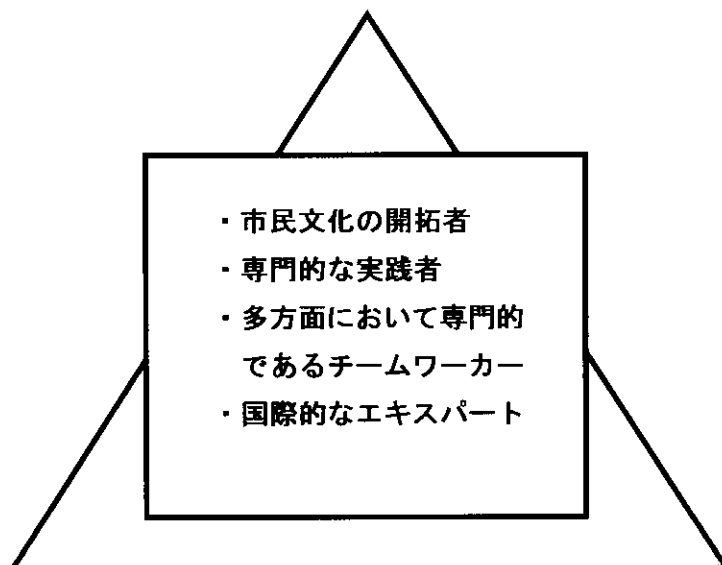 ・市民文化の開拓者
・専門的な実践者
・多方面において専門的
であるチームワーカー
・国際的なエキスパート